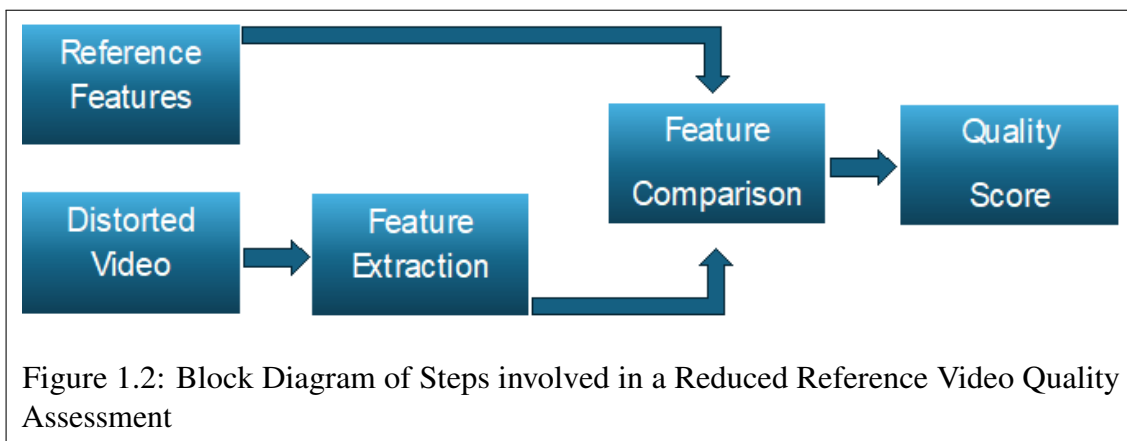 Reference
Features
Distorted
Video
Feature
Extraction
Feature
Comparison
Quality
Score
Figure 1.2: Block Diagram of Steps involved in a Reduced Reference Video Quality
Assessment